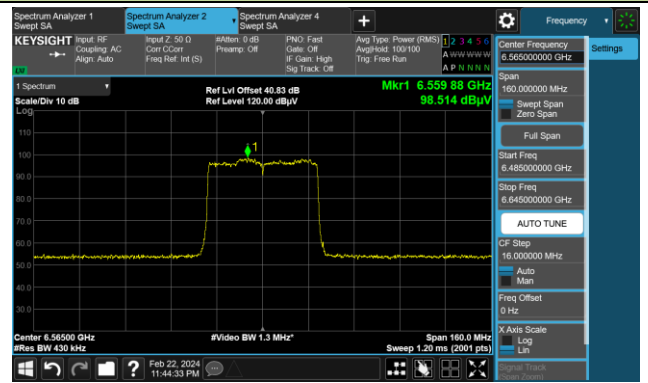 Spectrum Analyzer 1
Swept SA
Spectrum Analyzer 2
Swept SA
Spectrum Analyzer 4
Swept SA
Frequency
KEYSIGHT
Input: RF
Coupling: AC
Align: Auto
Input Z: 50 Ω
Corr CCorr
Freq Ref: Int (S)
#Atten: 0 dB
Preamp: Off
PNO: Fast
Gate: Off
IF Gain: High
Sig Track: Off
Avg Type: Power (RMS)
Avg|Hold: 100/100
Trig: Free Run
1 2 3 4 5 6
A W W W W W
A P N N N N
1 Spectrum
Scale/Div 10 dB
Ref Lvl Offset 40.83 dB
Ref Level 120.00 dBµV
Mkr1 6.559 88 GHz
98.514 dBµV
Log
110
100
90.0
80.0
70.0
60.0
50.0
40.0
30.0
1
Center 6.56500 GHz
#Res BW 430 kHz
#Video BW 1.3 MHz*
Span 160.0 MHz
Sweep 1.20 ms (2001 pts)
Center Frequency
6.565000000 GHz
Settings
Span
160.000000 MHz
Swept Span
Zero Span
Full Span
Start Freq
6.485000000 GHz
Stop Freq
6.645000000 GHz
AUTO TUNE
CF Step
16.000000 MHz
Auto
Man
Freq Offset
0 Hz
X Axis Scale
Log
Lin
Signal Track
(Span Zoom)
?
Feb 22, 2024
11:44:33 PM